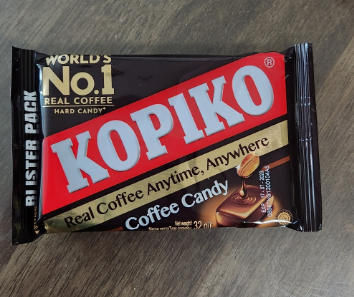 WORLD'S
No.1
REAL COFFEE
HARD CANDY*
BLISTER PACK
KOPIKO®
Real Coffee Anytime, Anywhere
Coffee Candy